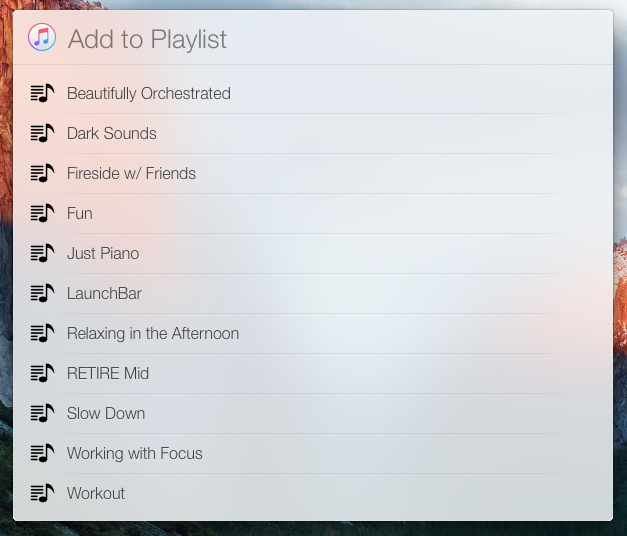 Add to Playlist
Beautifully Orchestrated
Dark Sounds
Fireside w/ Friends
Fun
Just Piano
LaunchBar
Relaxing in the Afternoon
RETIRE Mid
Slow Down
Working with Focus
Workout